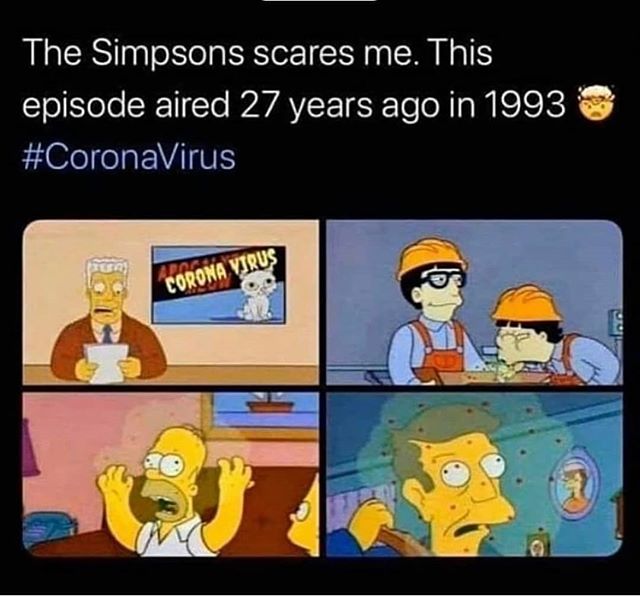 The Simpsons scares me. This
episode aired 27 years ago in 1993 🤯
#CoronaVirus
CORONA VIRUS